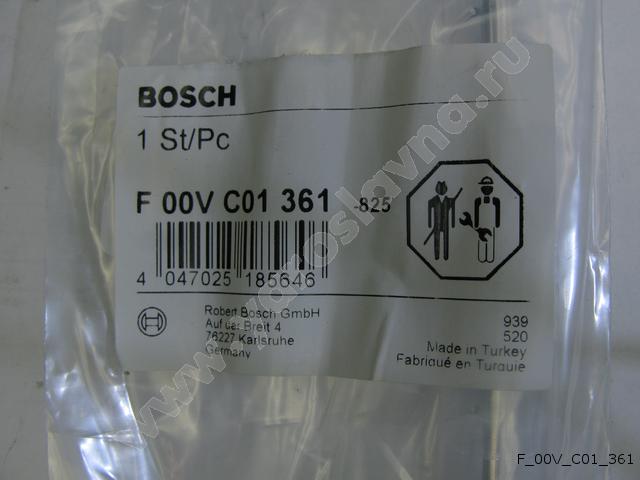 BOSCH
1 St/Pc
F 00V C01 361 -825
4 047025 185646
Robert Bosch GmbH
Auf der Breit 4
76227 Karlsruhe
Germany
939
520
Made in Turkey
Fabriqué en Turquie
www.yaroslavna.ru
F_00V_C01_361